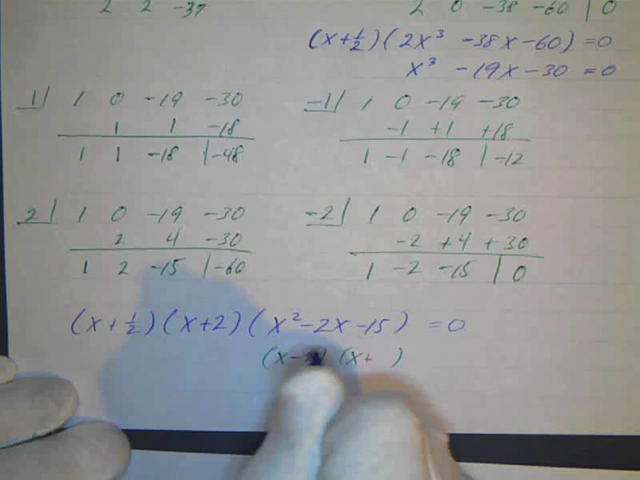 2 2 -37
2 0 -38 -60 | 0
(x+1/2)(2x³ -38x -60) = 0
x³ -19x -30 = 0
1| 1 0 -19 -30
1 1 -18
1 1 -18 |-48
-1| 1 0 -19 -30
-1 +1 +18
1 -1 -18 |-12
2| 1 0 -19 -30
2 4 -30
1 2 -15 |-60
-2| 1 0 -19 -30
-2 +4 +30
1 -2 -15 | 0
(x+1/2)(x+2)(x²-2x-15) = 0
(x- ) (x+ )